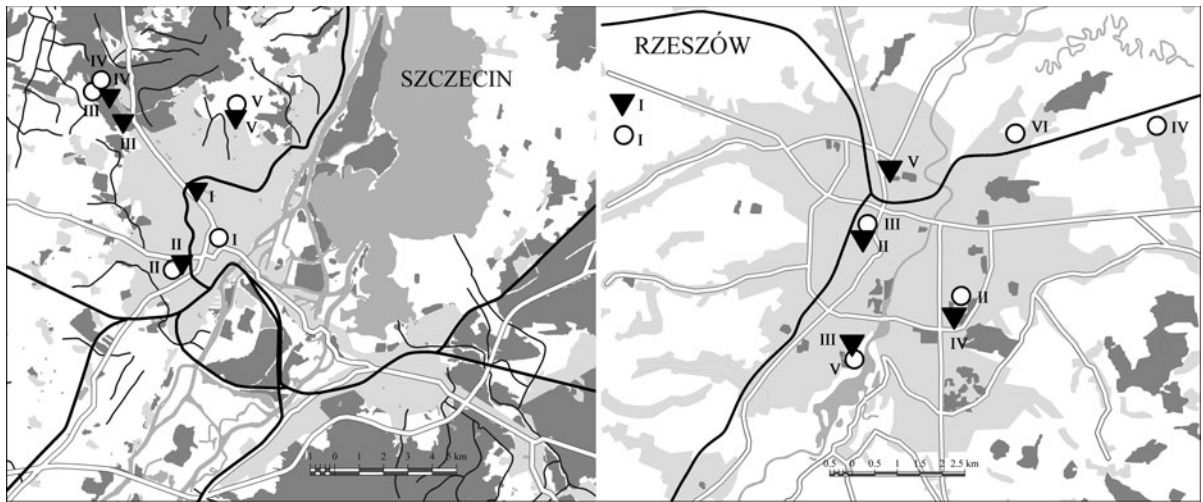 SZCZECIN
IV
IV
III
III
V
V
I
I
II
II
1 0 1 2 3 4 5 km
RZESZÓW
I
I
VI
IV
V
III
II
II
IV
III
V
0.5 0 0.5 1 1.5 2 2.5 km